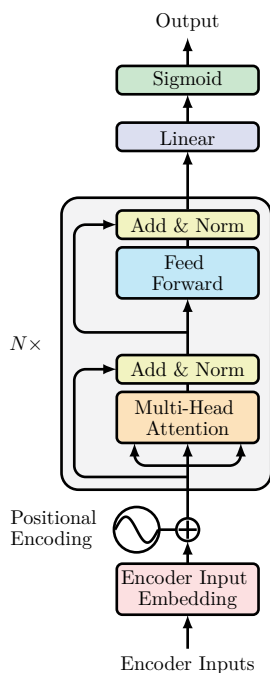 Output
Sigmoid
Linear
Add & Norm
Feed
Forward
N×
Add & Norm
Multi-Head
Attention
Positional
Encoding
Encoder Input
Embedding
Encoder Inputs